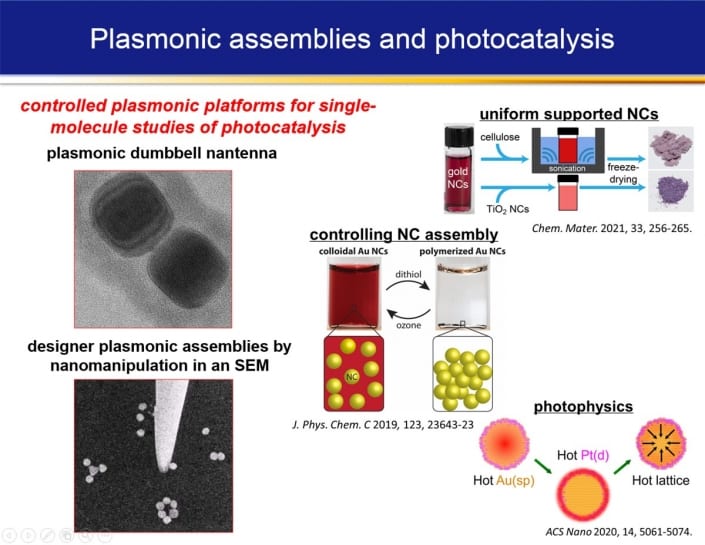 Plasmonic assemblies and photocatalysis
controlled plasmonic platforms for single-
molecule studies of photocatalysis
plasmonic dumbbell nantenna
designer plasmonic assemblies by
nanomanipulation in an SEM
uniform supported NCs
cellulose
gold
NCs
sonication
freeze-
drying
TiO2 NCs
Chem. Mater. 2021, 33, 256-265.
controlling NC assembly
colloidal Au NCs
polymerized Au NCs
dithiol
ozone
NC
J. Phys. Chem. C 2019, 123, 23643-23
photophysics
Hot Pt(d)
Hot Au(sp)
Hot lattice
ACS Nano 2020, 14, 5061-5074.